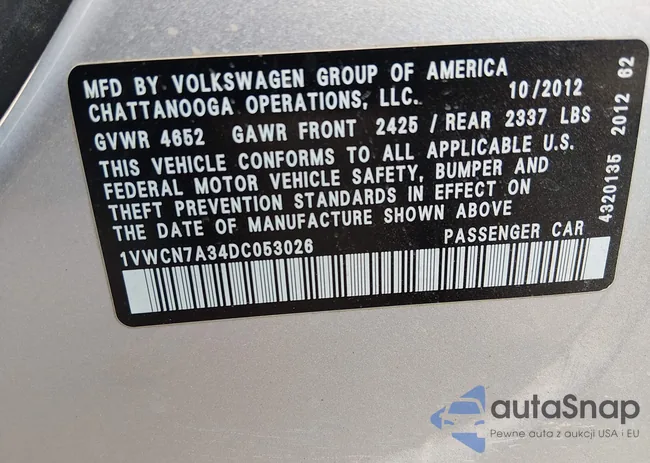 MFD BY VOLKSWAGEN GROUP OF AMERICA
CHATTANOOGA OPERATIONS, LLC. 10/2012
GVWR 4652 GAWR FRONT 2425 / REAR 2337 LBS
THIS VEHICLE CONFORMS TO ALL APPLICABLE U.S.
FEDERAL MOTOR VEHICLE SAFETY, BUMPER AND
THEFT PREVENTION STANDARDS IN EFFECT ON
THE DATE OF MANUFACTURE SHOWN ABOVE
1VWCN7A34DC053026 PASSENGER CAR
4320135 2012 62
autaSnap
Pewne auta z aukcji USA i EU